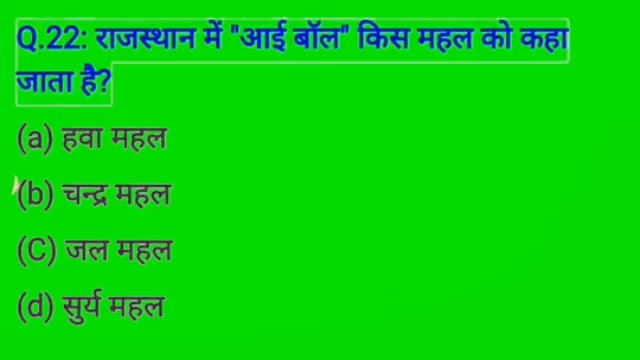 Q.22: राजस्थान में "आई बॉल" किस महल को कहा
जाता है?
(a) हवा महल
(b) चन्द्र महल
(C) जल महल
(d) सुर्य महल